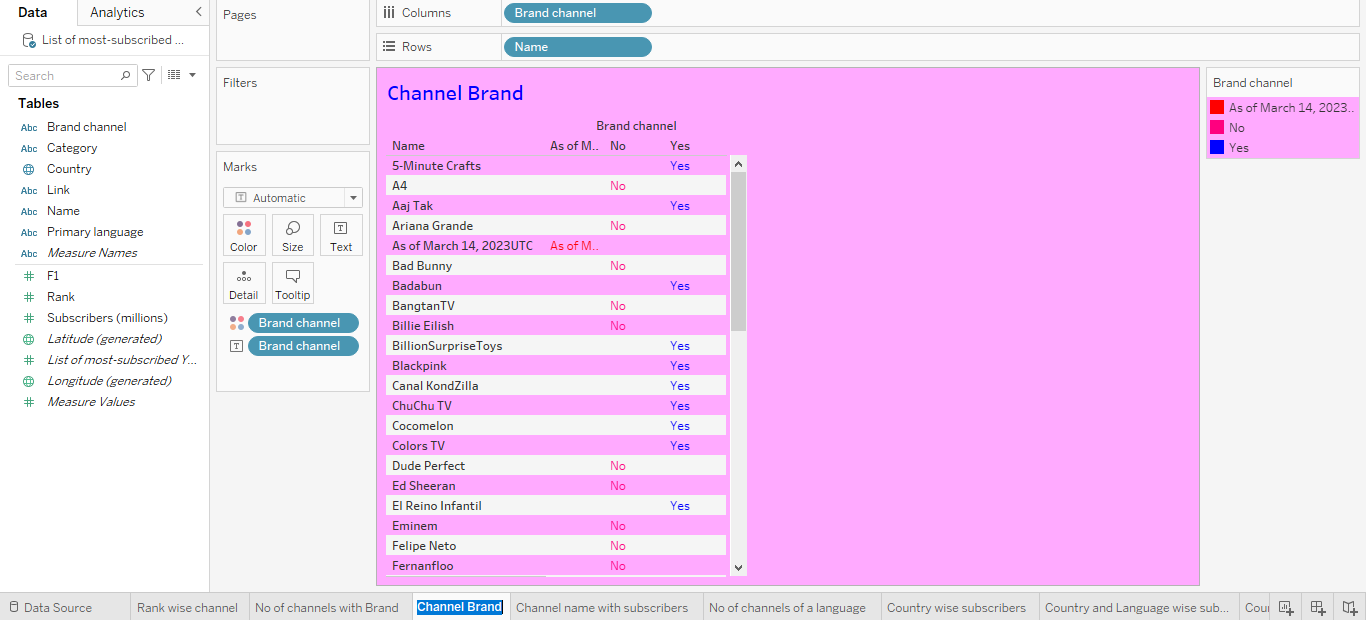 Data
Analytics
List of most-subscribed ...
Search
Tables
Abc Brand channel
Abc Category
Country
Abc Link
Abc Name
Abc Primary language
Abc Measure Names
# F1
# Rank
# Subscribers (millions)
Latitude (generated)
# List of most-subscribed Y...
Longitude (generated)
# Measure Values
Pages
Filters
Marks
T Automatic
Color Size Text
Detail Tooltip
Brand channel
T Brand channel
Columns Brand channel
Rows Name
Channel Brand
Brand channel
Name As of M.. No Yes
5-Minute Crafts Yes
A4 No
Aaj Tak Yes
Ariana Grande No
As of March 14, 2023UTC As of M..
Bad Bunny No
Badabun Yes
BangtanTV No
Billie Eilish No
BillionSurpriseToys Yes
Blackpink Yes
Canal KondZilla Yes
ChuChu TV Yes
Cocomelon Yes
Colors TV Yes
Dude Perfect No
Ed Sheeran No
El Reino Infantil Yes
Eminem No
Felipe Neto No
Fernanfloo No
Brand channel
As of March 14, 2023..
No
Yes
Data Source Rank wise channel No of channels with Brand Channel Brand Channel name with subscribers No of channels of a language Country wise subscribers Country and Language wise sub... Cou